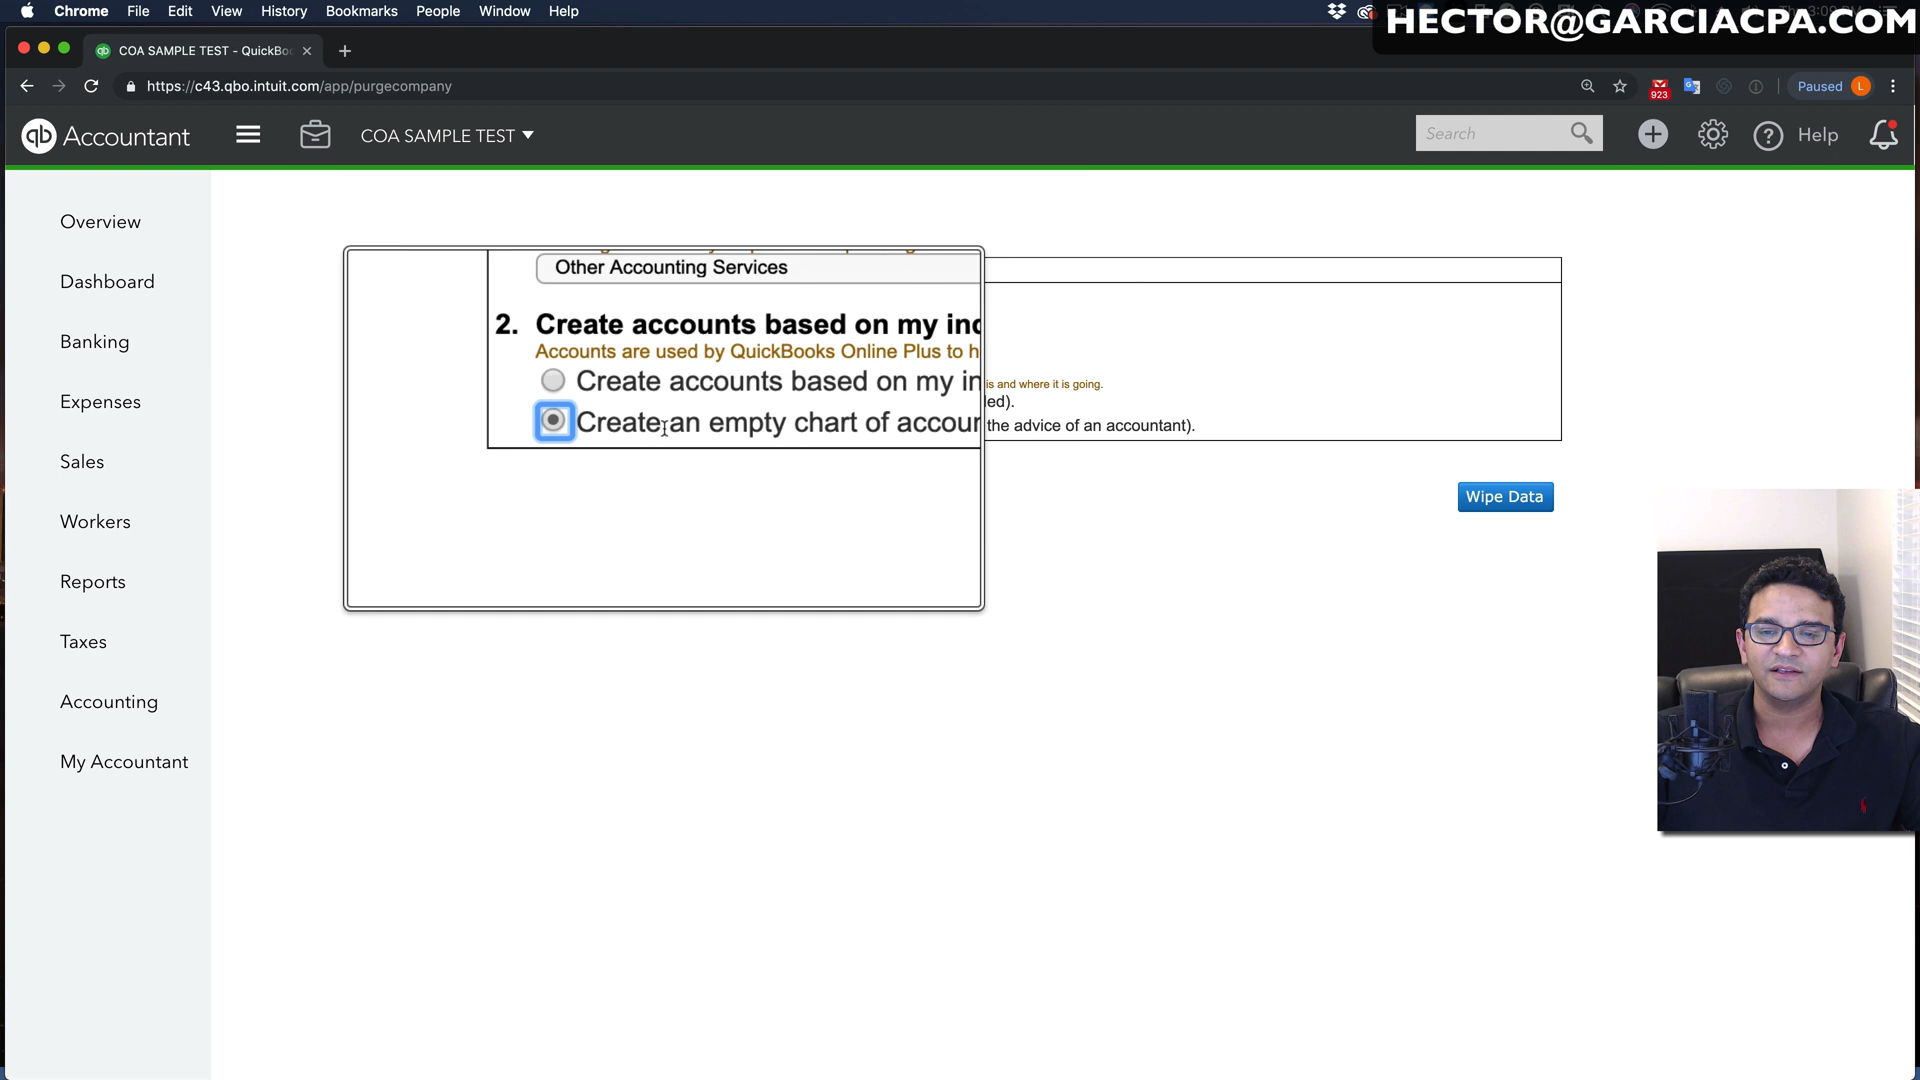 Chrome File Edit View History Bookmarks People Window Help
HECTOR@GARCIACPA.COM
COA SAMPLE TEST - QuickBo
https://c43.qbo.intuit.com/app/purgecompany
923
Paused L
qb Accountant
COA SAMPLE TEST
Search
Help
Overview
Dashboard
Banking
Expenses
Sales
Workers
Reports
Taxes
Accounting
My Accountant
Other Accounting Services
2. Create accounts based on my
Accounts are used by QuickBooks Online Plus to
is and where it is going.
Create accounts based on my
Create an empty chart of
the advice of an accountant).
Wipe Data